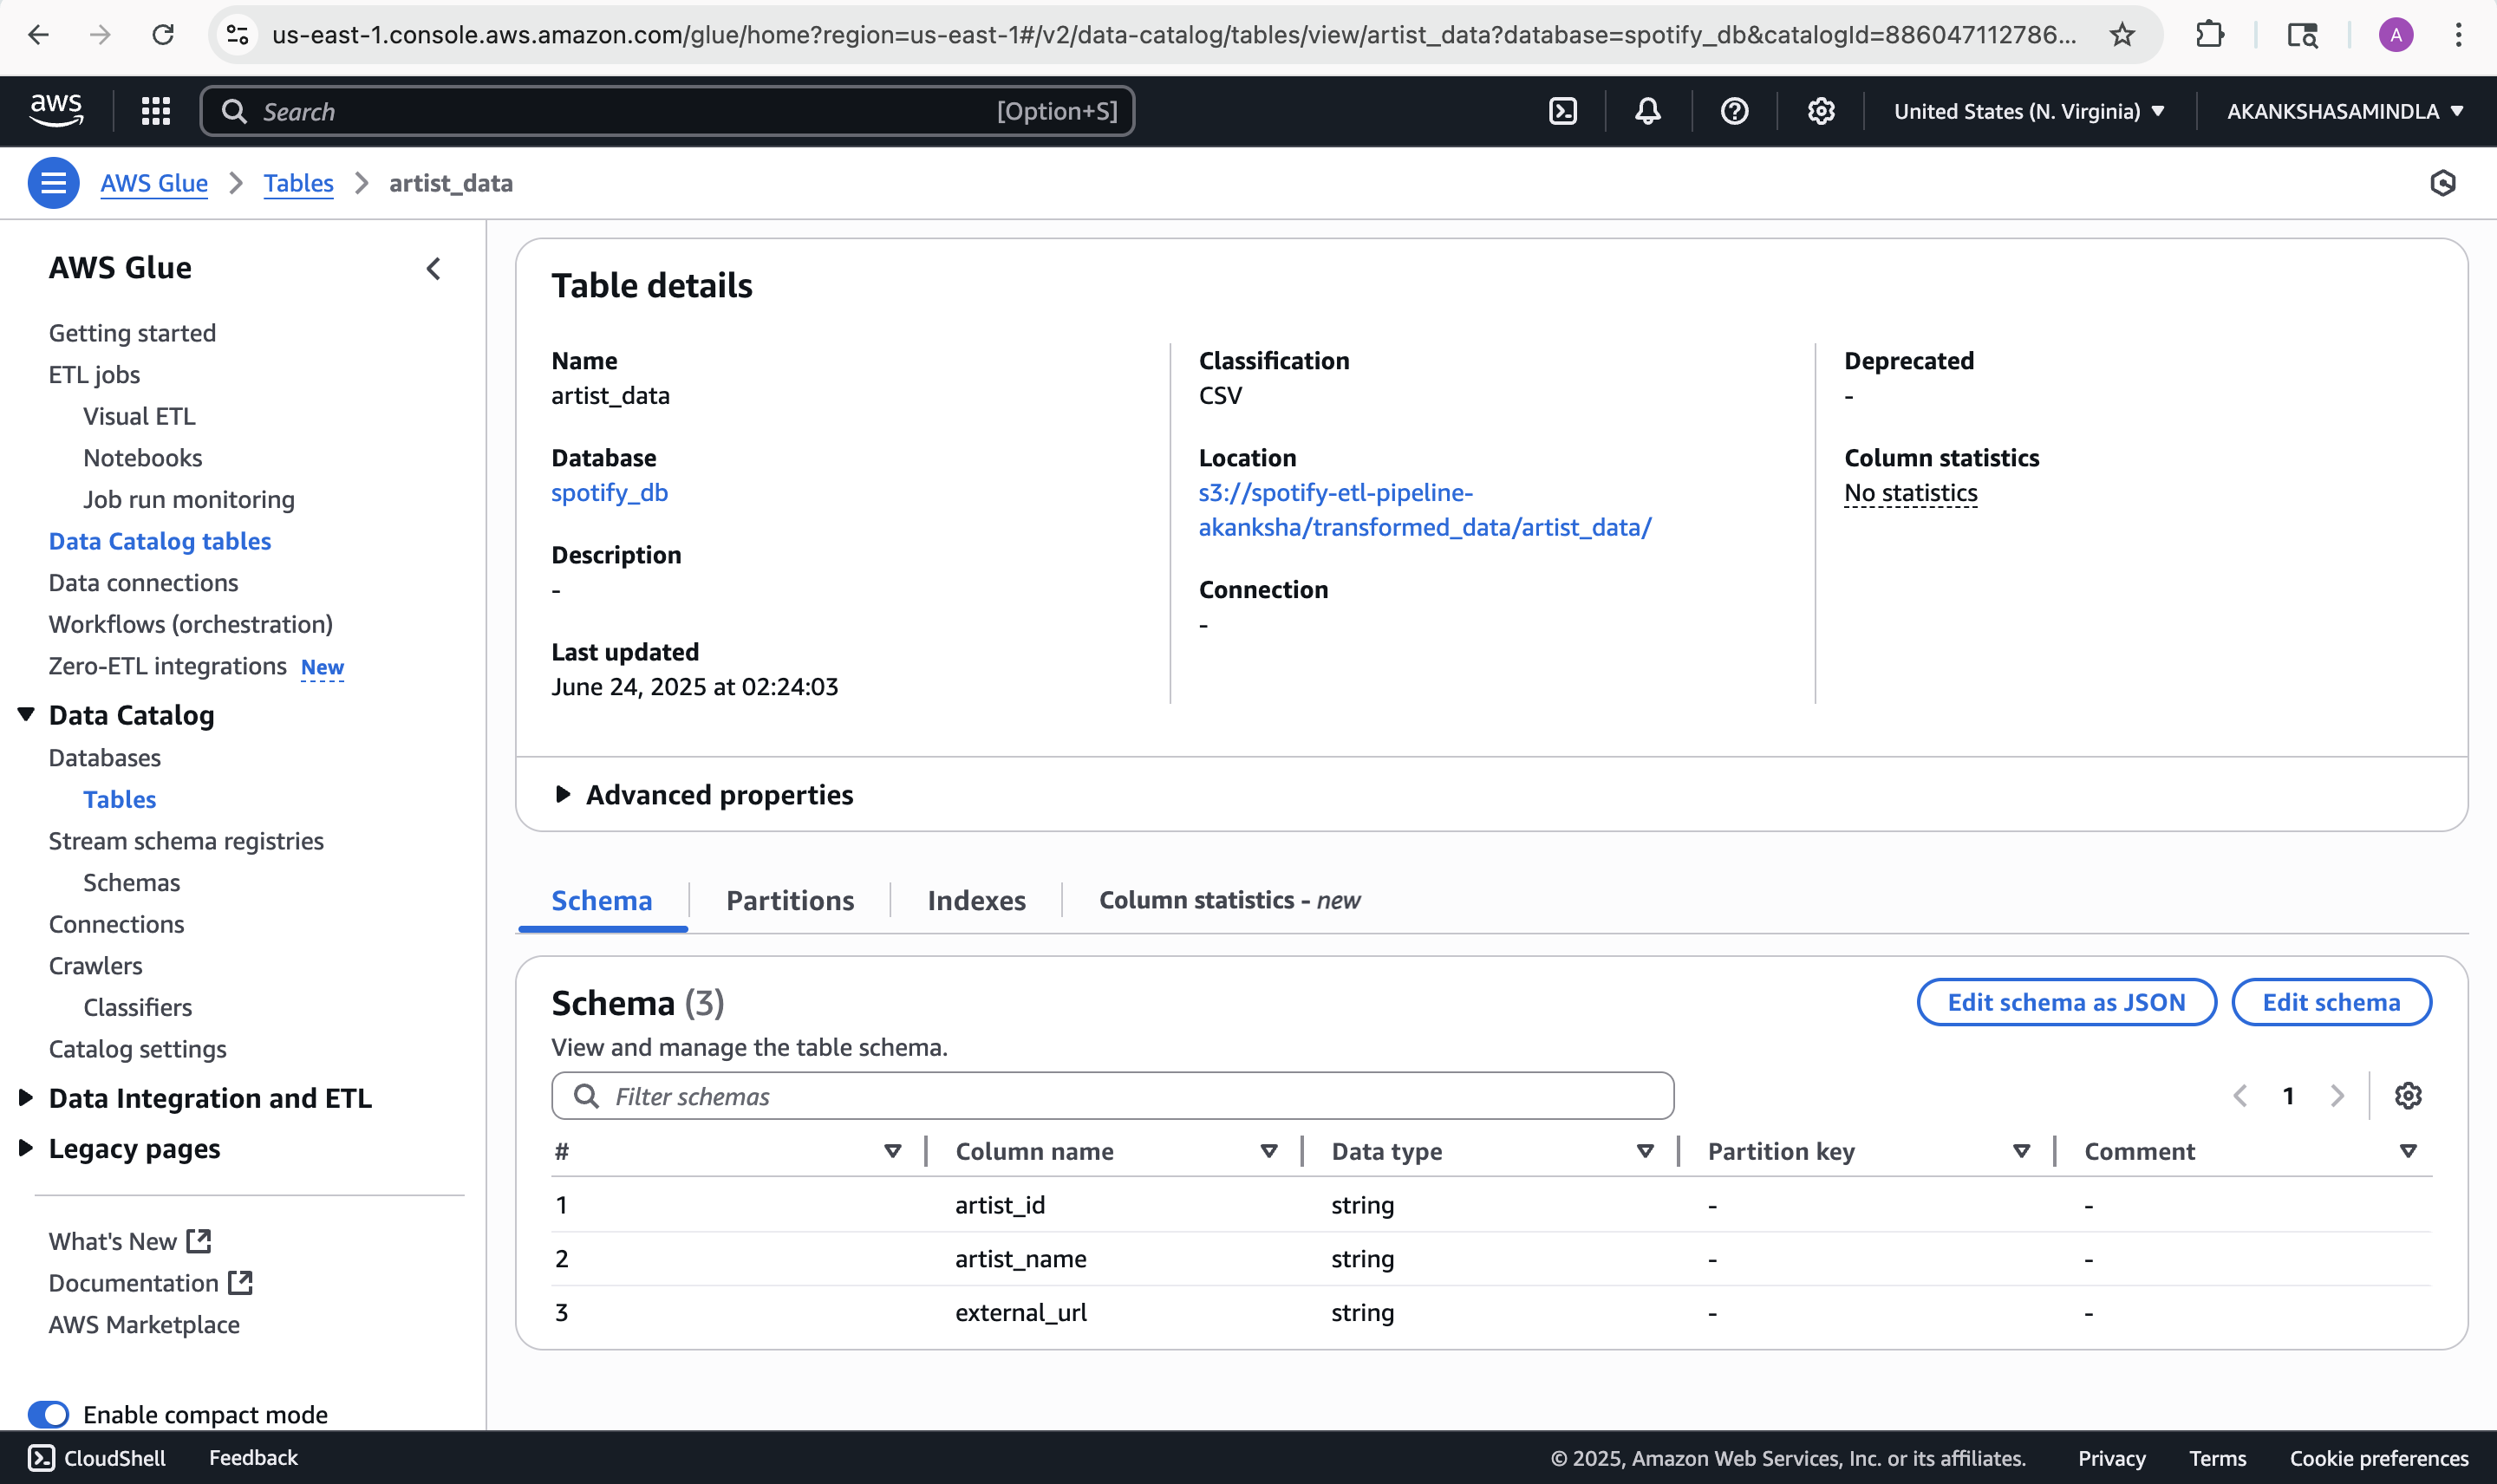 us-east-1.console.aws.amazon.com/glue/home?region=us-east-1#/v2/data-catalog/tables/view/artist_data?database=spotify_db&catalogId=886047112786...
A
aws
Search
[Option+S]
United States (N. Virginia)
AKANKSHASAMINDLA
AWS Glue
Tables
artist_data
AWS Glue
Getting started
ETL jobs
Visual ETL
Notebooks
Job run monitoring
Data Catalog tables
Data connections
Workflows (orchestration)
Zero-ETL integrations New
Data Catalog
Databases
Tables
Stream schema registries
Schemas
Connections
Crawlers
Classifiers
Catalog settings
Data Integration and ETL
Legacy pages
What's New
Documentation
AWS Marketplace
Enable compact mode
Table details
Name
artist_data
Database
spotify_db
Description
-
Last updated
June 24, 2025 at 02:24:03
Classification
CSV
Location
s3://spotify-etl-pipeline-
akanksha/transformed_data/artist_data/
Connection
-
Deprecated
-
Column statistics
No statistics
Advanced properties
Schema
Partitions
Indexes
Column statistics - new
Schema (3)
Edit schema as JSON
Edit schema
View and manage the table schema.
Filter schemas
1
# Column name Data type Partition key Comment
1 artist_id string - -
2 artist_name string - -
3 external_url string - -
CloudShell
Feedback
© 2025, Amazon Web Services, Inc. or its affiliates.
Privacy
Terms
Cookie preferences